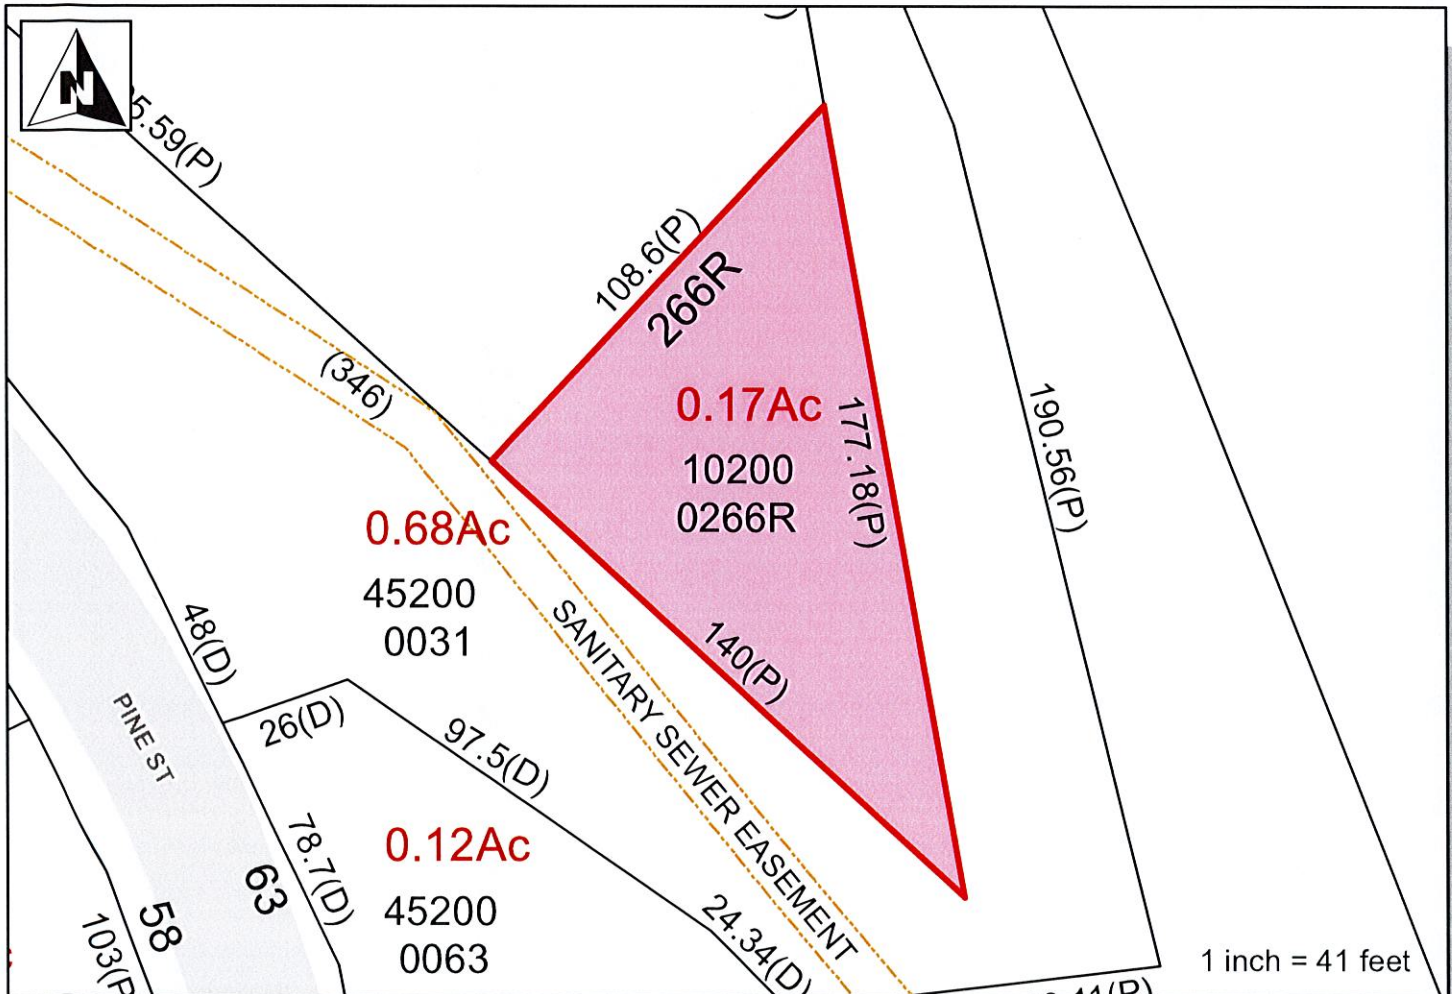 N
5.59(P)
108.6(P)
266R
(346)
0.17Ac
10200
0266R
177.18(P)
190.56(P)
0.68Ac
45200
0031
48(D)
140(P)
SANITARY SEWER EASEMENT
PINE ST
26(D)
97.5(D)
0.12Ac
45200
0063
78.7(D)
63
58
103(P
24.34(D)
1 inch = 41 feet